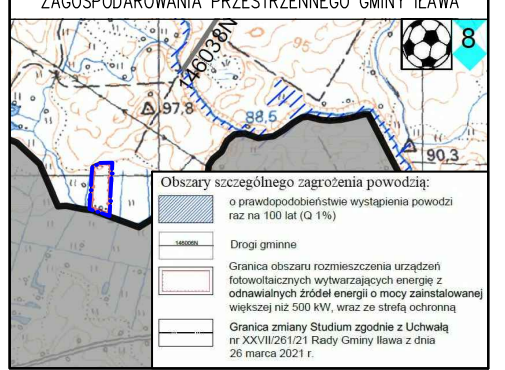 ZAGOSPODAROWANIA PRZESTRZENNEGO GMINY IŁAWA
8
146038N
95
97,8
88,5
90,3
Obszary szczególnego zagrożenia powodzią:
o prawdopodobieństwie wystąpienia powodzi
raz na 100 lat (Q 1%)
146006N
Drogi gminne
Granica obszaru rozmieszczenia urządzeń
fotowoltaicznych wytwarzających energię z
odnawialnych źródeł energii o mocy zainstalowanej
większej niż 500 kW, wraz ze strefą ochronną
Granica zmiany Studium zgodnie z Uchwałą
nr XXVII/261/21 Rady Gminy Iława z dnia
26 marca 2021 r.